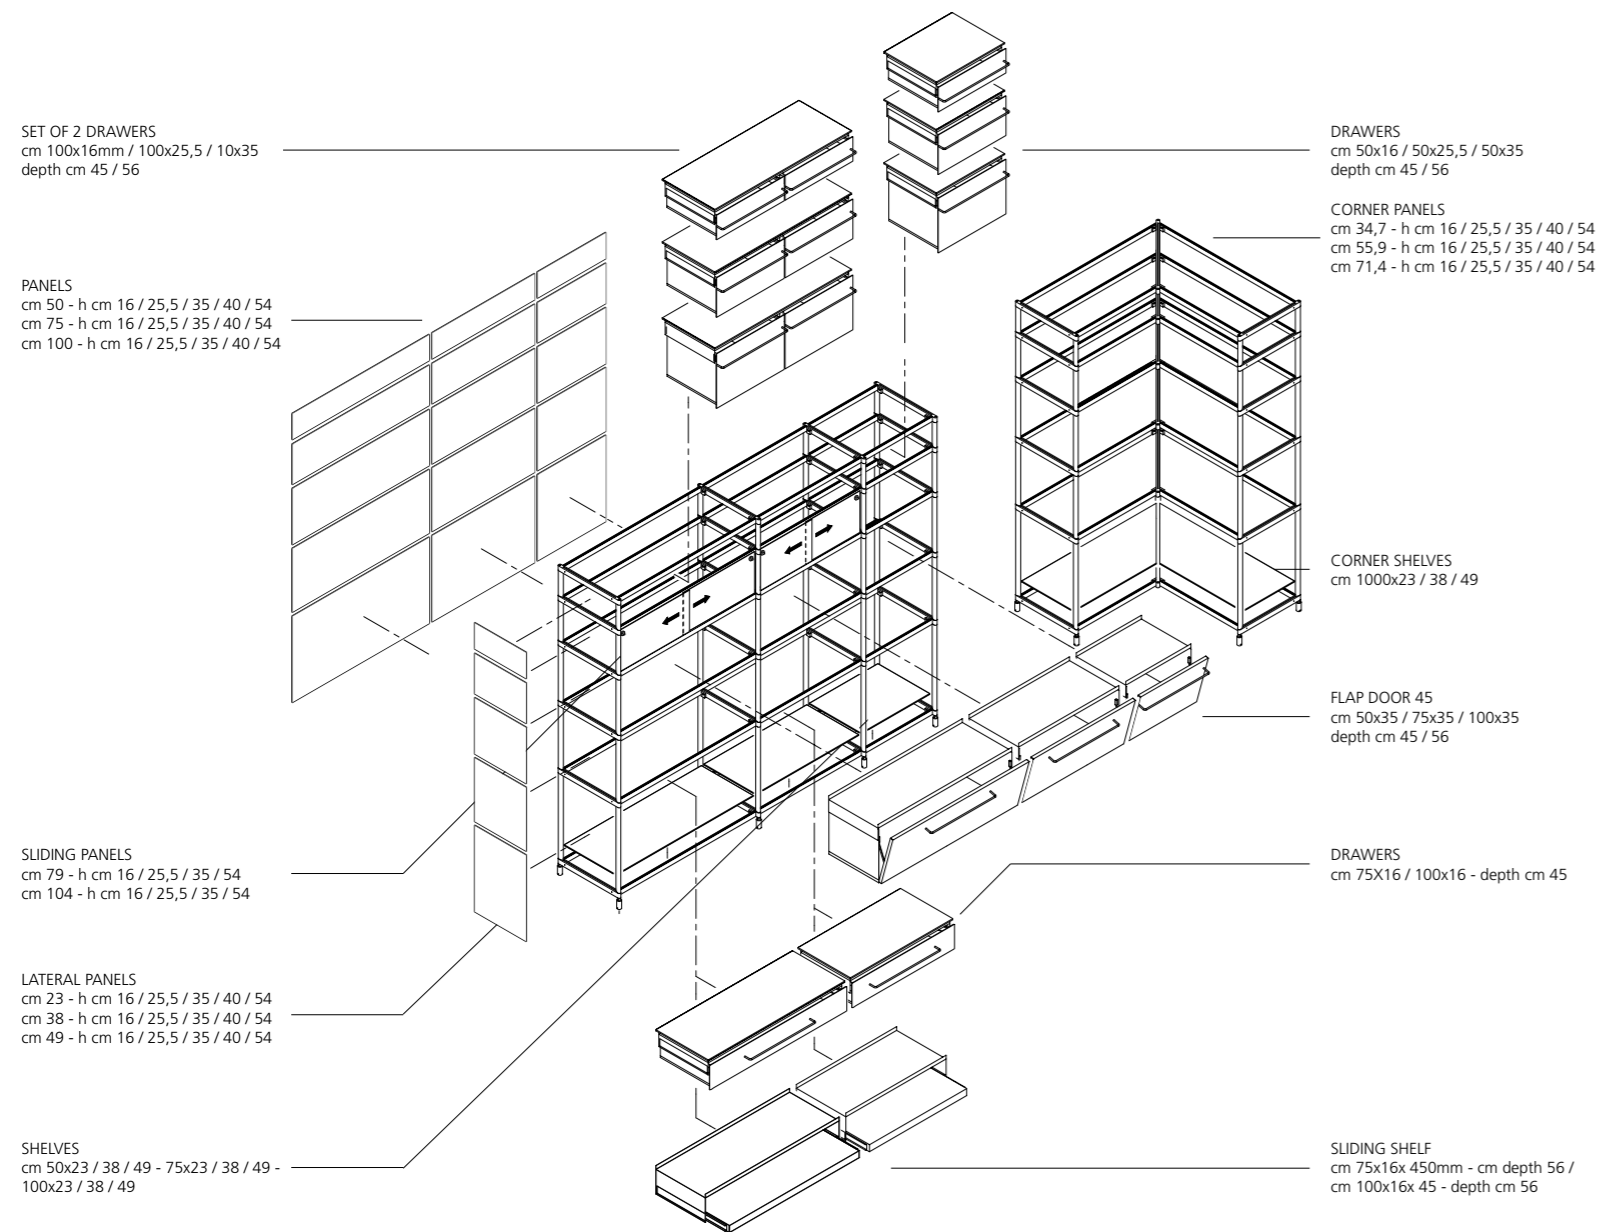 SET OF 2 DRAWERS
cm 100x16mm / 100x25,5 / 10x35
depth cm 45 / 56
PANELS
cm 50 - h cm 16 / 25,5 / 35 / 40 / 54
cm 75 - h cm 16 / 25,5 / 35 / 40 / 54
cm 100 - h cm 16 / 25,5 / 35 / 40 / 54
SLIDING PANELS
cm 79 - h cm 16 / 25,5 / 35 / 54
cm 104 - h cm 16 / 25,5 / 35 / 54
LATERAL PANELS
cm 23 - h cm 16 / 25,5 / 35 / 40 / 54
cm 38 - h cm 16 / 25,5 / 35 / 40 / 54
cm 49 - h cm 16 / 25,5 / 35 / 40 / 54
SHELVES
cm 50x23 / 38 / 49 - 75x23 / 38 / 49 -
100x23 / 38 / 49
DRAWERS
cm 50x16 / 50x25,5 / 50x35
depth cm 45 / 56
CORNER PANELS
cm 34,7 - h cm 16 / 25,5 / 35 / 40 / 54
cm 55,9 - h cm 16 / 25,5 / 35 / 40 / 54
cm 71,4 - h cm 16 / 25,5 / 35 / 40 / 54
CORNER SHELVES
cm 1000x23 / 38 / 49
FLAP DOOR 45
cm 50x35 / 75x35 / 100x35
depth cm 45 / 56
DRAWERS
cm 75X16 / 100x16 - depth cm 45
SLIDING SHELF
cm 75x16x 450mm - cm depth 56 /
cm 100x16x 45 - depth cm 56